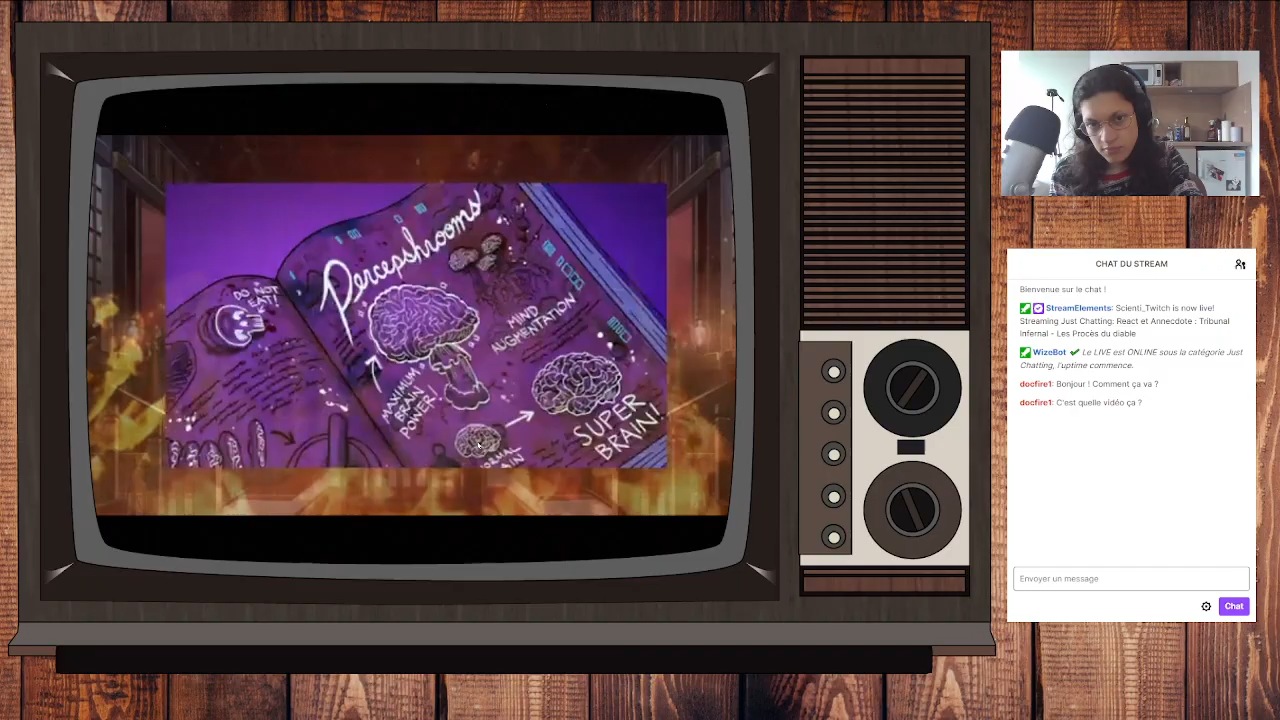 Percepshrooms
DO NOT
EAT!
MIND
AUGMENTATION
MAXIMUM
BRAIN
POWER!
SUPER
BRAIN!
CHAT DU STREAM
Bienvenue sur le chat !
StreamElements: Scienti_Twitch is now live!
Streaming Just Chatting: React et Annecdote : Tribunal
Infernal - Les Procès du diable
WizeBot ✔ Le LIVE est ONLINE sous la catégorie Just
Chatting, l'uptime commence.
docfire1: Bonjour ! Comment ça va ?
docfire1: C'est quelle vidéo ça ?
Envoyer un message
Chat